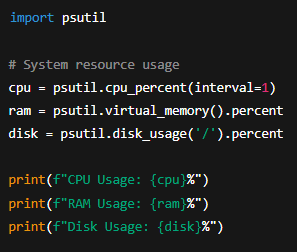 import psutil
# System resource usage
cpu = psutil.cpu_percent(interval=1)
ram = psutil.virtual_memory().percent
disk = psutil.disk_usage('/').percent
print(f"CPU Usage: {cpu}%")
print(f"RAM Usage: {ram}%")
print(f"Disk Usage: {disk}%")